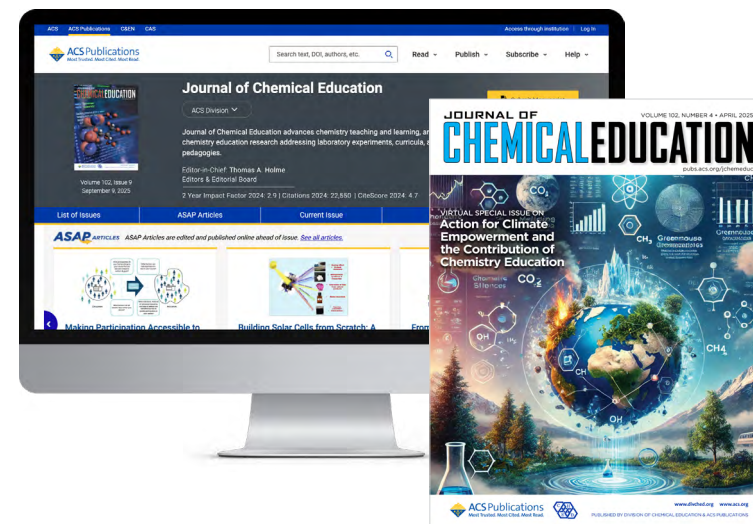 ACS ACS Publications C&EN CAS
Access through institution Log In
ACS Publications
Most Trusted. Most Cited. Most Read.
Search text, DOI, authors, etc.
Read Publish Subscribe Help
Journal of Chemical Education
ACS Division
Journal of Chemical Education advances chemistry teaching and learning, an
chemistry education research addressing laboratory experiments, curricula, a
pedagogies.
Editor-in-Chief: Thomas A. Holme
Editors & Editorial Board
2 Year Impact Factor 2024: 2.9 | Citations 2024: 22,550 | CiteScore 2024: 4.7
Volume 102, Issue 9
September 9, 2025
List of Issues ASAP Articles Current Issue
ASAP ARTICLES ASAP Articles are edited and published online ahead of issue. See all articles.
Making Participation Accessible to
Building Solar Cells from Scratch: A
From
JOURNAL OF
CHEMICALEDUCATION
VOLUME 102, NUMBER 4 • APRIL 2025
pubs.acs.org/jchemeduc
VIRTUAL SPECIAL ISSUE ON
Action for Climate
Empowerment and
the Contribution of
Chemistry Education
CO₂
CH₄
OH
CH
OH
ACS Publications
Most Trusted. Most Cited. Most Read.
www.divched.org www.acs.org
PUBLISHED BY DIVISION OF CHEMICAL EDUCATION & ACS PUBLICATIONS